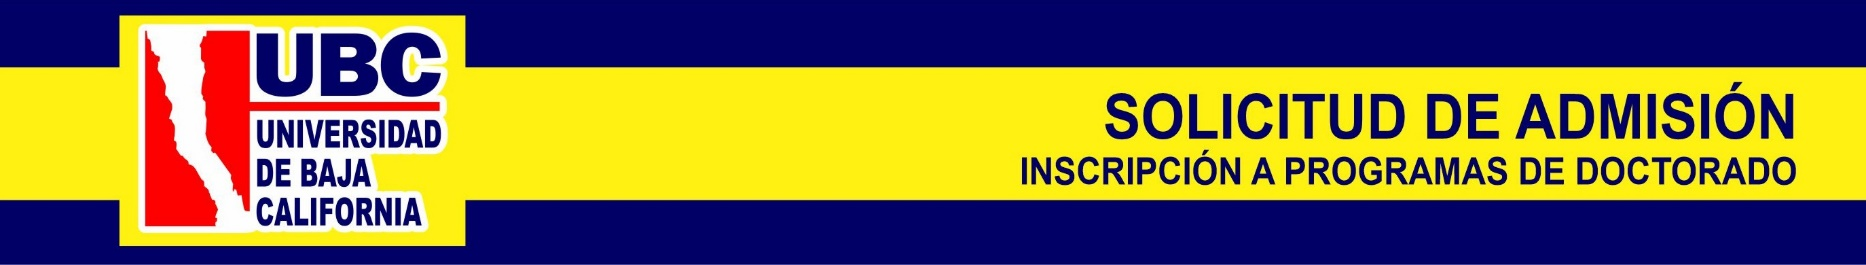 UBC
UNIVERSIDAD
DE BAJA
CALIFORNIA
SOLICITUD DE ADMISIÓN
INSCRIPCIÓN A PROGRAMAS DE DOCTORADO